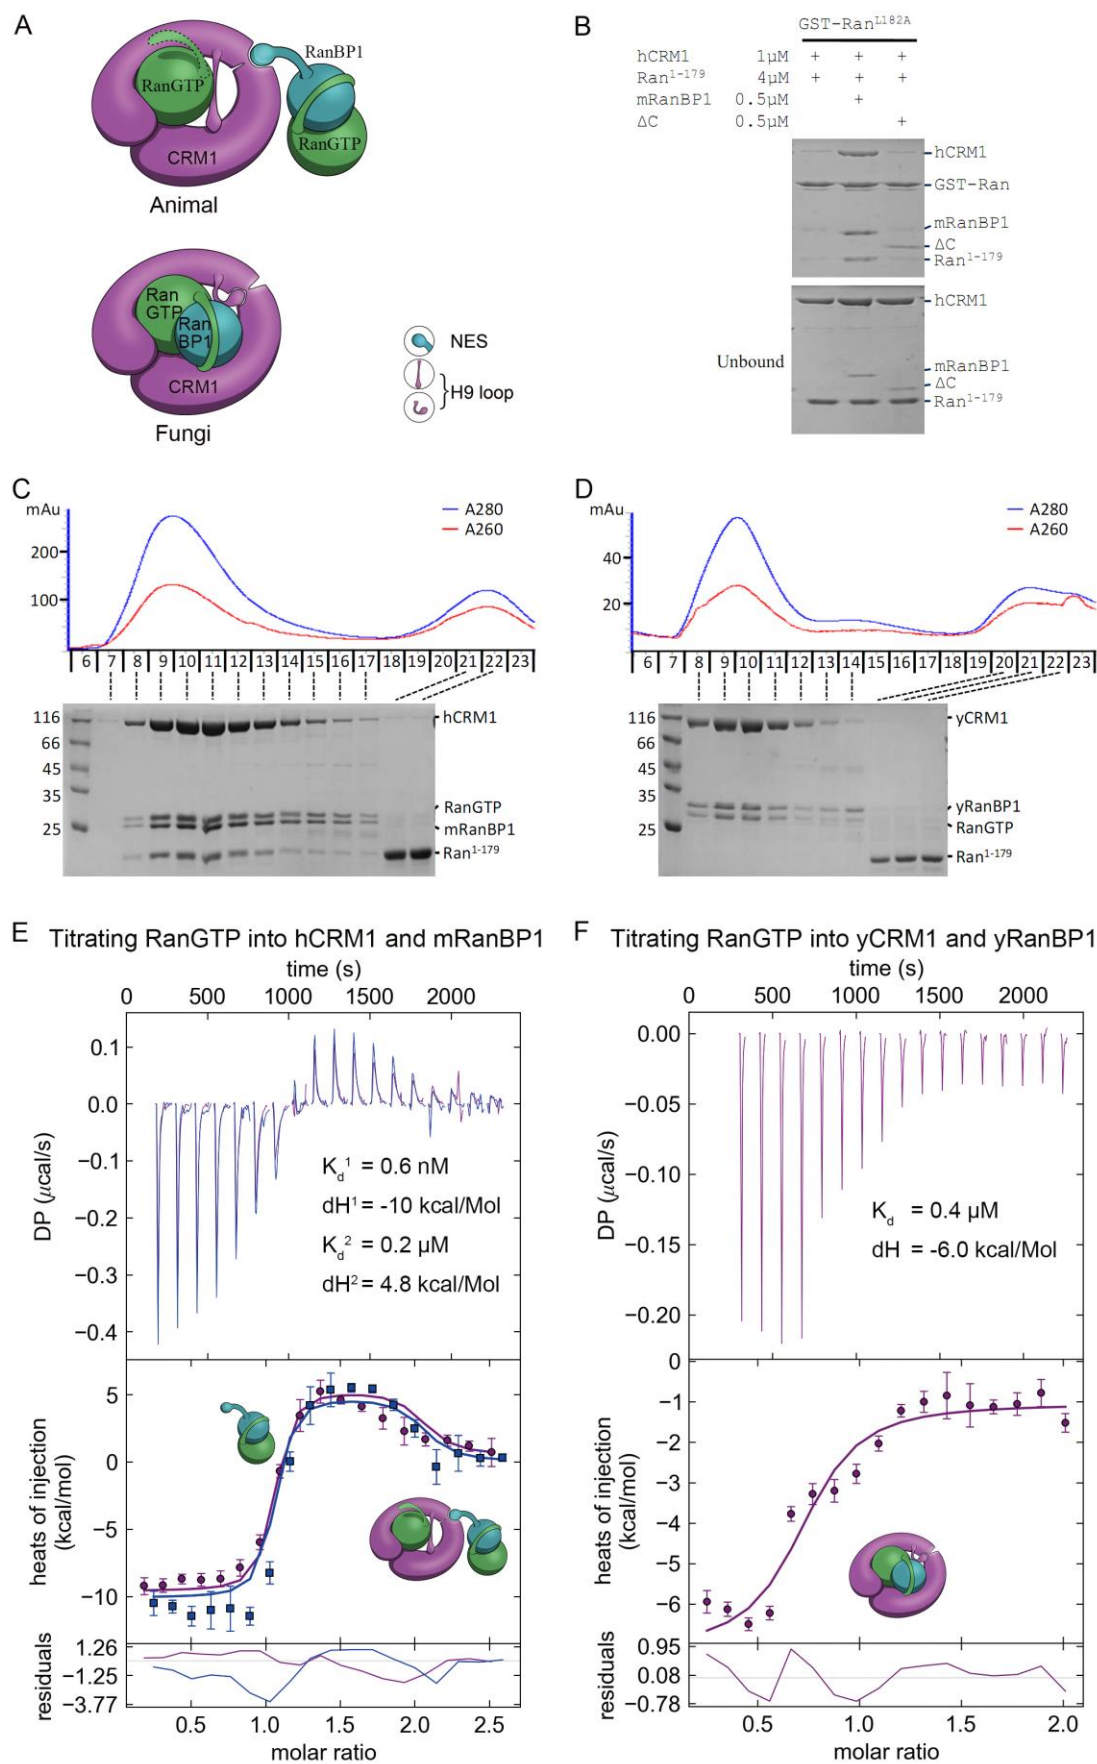 A
RanBP1
RanGTP
RanGTP
CRM1
Animal
Ran
GTP
Ran
BP1
CRM1
Fungi
NES
H9 loop
B
GST-Ran^L182A
hCRM1 1μM + + +
Ran^1-179 4μM + + +
mRanBP1 0.5μM +
ΔC 0.5μM +
hCRM1
GST-Ran
mRanBP1
ΔC
Ran^1-179
hCRM1
Unbound
mRanBP1
ΔC
Ran^1-179
C
mAu
A280
A260
200
100
6 7 8 9 10 11 12 13 14 15 16 17 18 19 20 21 22 23
116
66
45
35
25
hCRM1
RanGTP
mRanBP1
Ran^1-179
D
mAu
A280
A260
40
20
6 7 8 9 10 11 12 13 14 15 16 17 18 19 20 21 22 23
116
66
45
35
25
yCRM1
yRanBP1
RanGTP
Ran^1-179
E Titrating RanGTP into hCRM1 and mRanBP1
time (s)
0 500 1000 1500 2000
0.1
0.0
−0.1
−0.2
−0.3
−0.4
DP (μcal/s)
K_d^1 = 0.6 nM
dH^1 = -10 kcal/Mol
K_d^2 = 0.2 μM
dH^2 = 4.8 kcal/Mol
5
0
−5
−10
heats of injection
(kcal/mol)
1.26
−1.25
−3.77
residuals
0.5 1.0 1.5 2.0 2.5
molar ratio
F Titrating RanGTP into yCRM1 and yRanBP1
time (s)
0 500 1000 1500 2000
0.00
−0.05
−0.10
−0.15
−0.20
DP (μcal/s)
K_d = 0.4 μM
dH = -6.0 kcal/Mol
0
−1
−2
−3
−4
−5
−6
heats of injection
(kcal/mol)
0.95
0.08
−0.78
residuals
0.5 1.0 1.5 2.0
molar ratio